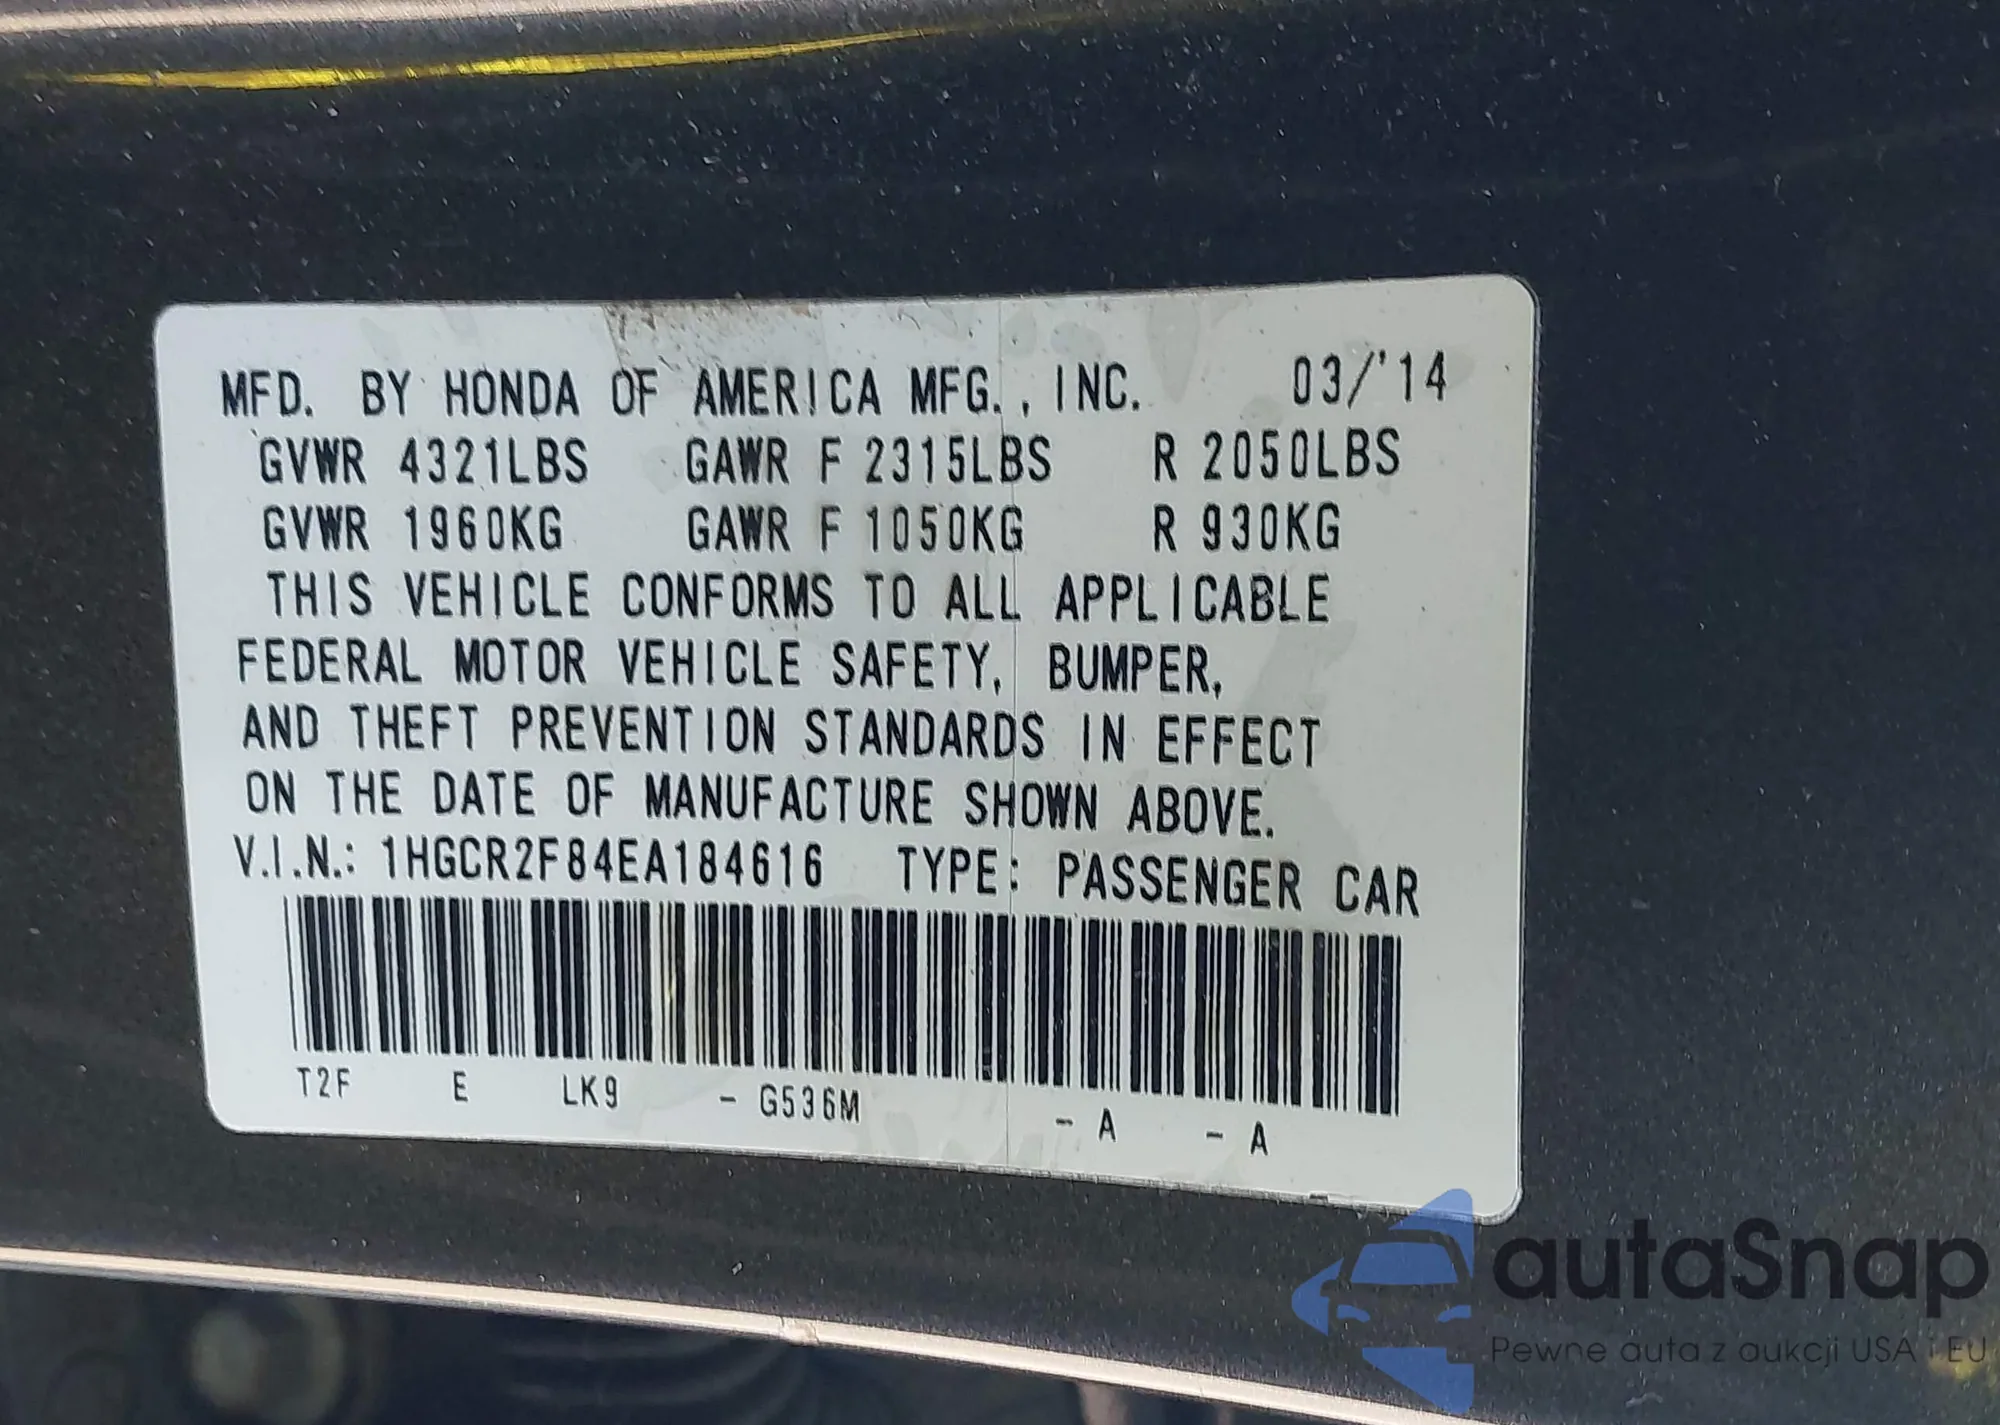 MFD. BY HONDA OF AMERICA MFG., INC. 03/'14
GVWR 4321LBS GAWR F 2315LBS R 2050LBS
GVWR 1960KG GAWR F 1050KG R 930KG
THIS VEHICLE CONFORMS TO ALL APPLICABLE
FEDERAL MOTOR VEHICLE SAFETY, BUMPER,
AND THEFT PREVENTION STANDARDS IN EFFECT
ON THE DATE OF MANUFACTURE SHOWN ABOVE.
V.I.N.: 1HGCR2F84EA184616 TYPE: PASSENGER CAR
T2F E LK9 - G536M - A - A
autaSnap
Pewne auta z aukcji USA i EU